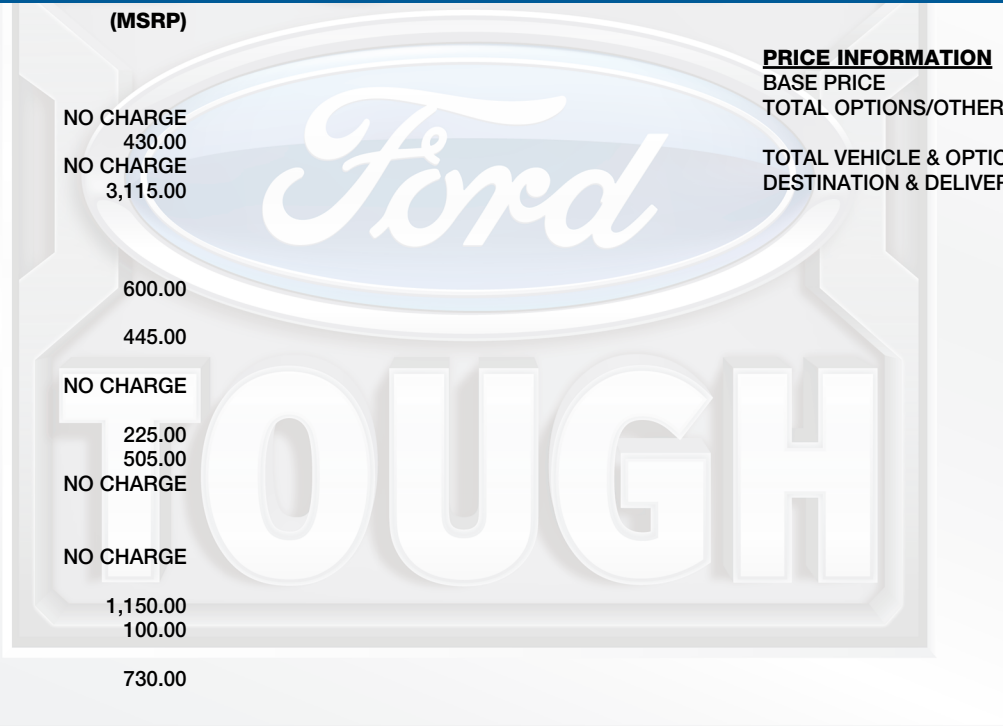 (MSRP)
NO CHARGE
430.00
NO CHARGE
3,115.00
600.00
445.00
NO CHARGE
225.00
505.00
NO CHARGE
NO CHARGE
1,150.00
100.00
730.00
PRICE INFORMATION
BASE PRICE
TOTAL OPTIONS/OTHER
TOTAL VEHICLE & OPTIO
DESTINATION & DELIVER
Ford
TOUGH